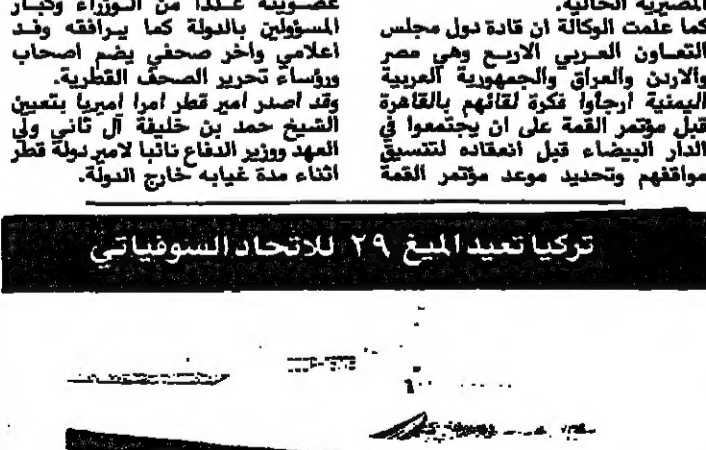 المصيرية الحالية.
كما علمت الوكالة ان قادة دول مجلس
التعاون العربي الاربع وهي مصر
والاردن والعراق والجمهورية العربية
اليمنية ارجأوا فكرة لقائهم بالقاهرة
قبل مؤتمر القمة على ان يجتمعوا في
الدار البيضاء قبل انعقاده لتنسيق
مواقفهم وتحديد موعد مؤتمر القمة
عضويته عددا من الوزراء وكبار
المسؤولين بالدولة كما يرافقه وفد
اعلامي واخر صحفي يضم اصحاب
ورؤساء تحرير الصحف القطرية.
وقد اصدر امير قطر امرا اميريا بتعيين
الشيخ حمد بن خليفة آل ثاني ولي
العهد ووزير الدفاع نائبا لامير دولة قطر
اثناء مدة غيابه خارج الدولة.
تركيا تعيد الميغ ٢٩ للاتحاد السوفياتي